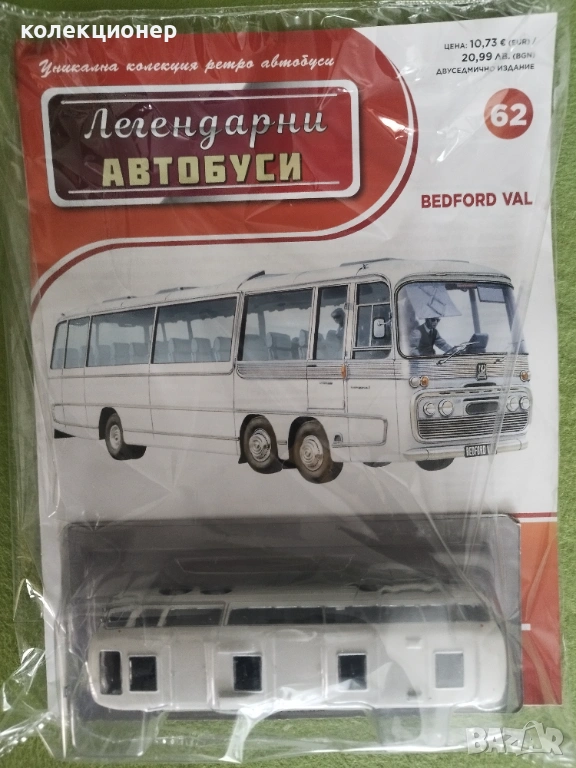 колекционер
Уникална колекция ретро автобуси
ЦЕНА: 10,73 € (EUR) /
20,99 ЛВ. (BGN)
ДВУСЕДМИЧНО ИЗДАНИЕ
62
Легендарни
АВТОБУСИ
BEDFORD VAL
BEDFORD
BAZAR